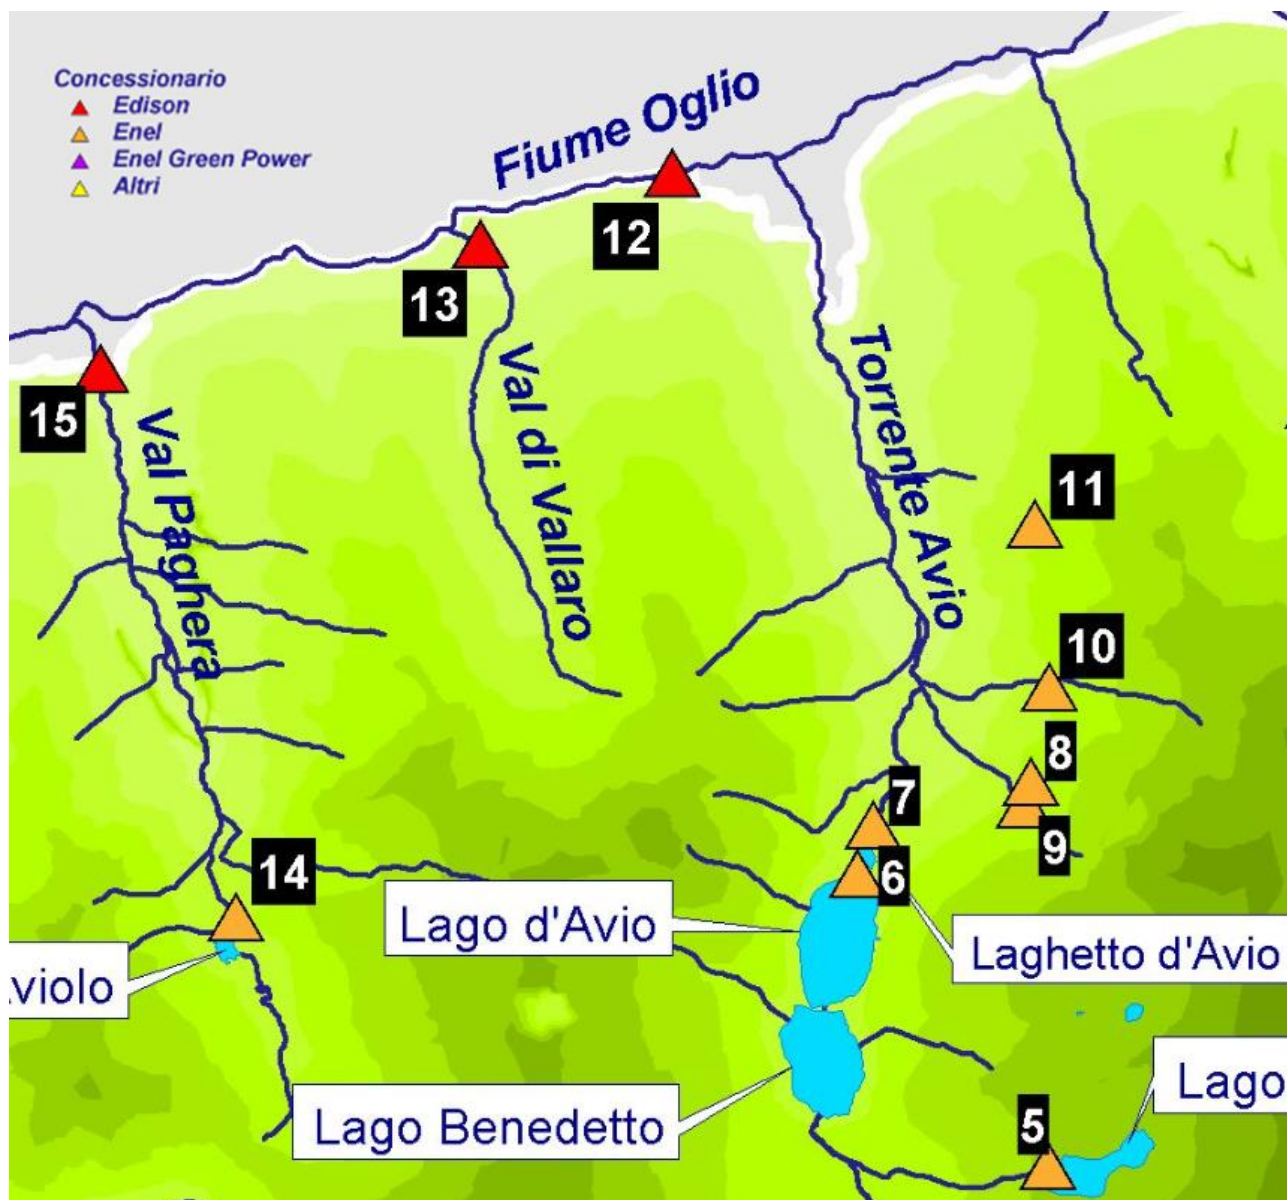 Concessionario
Edison
Enel
Enel Green Power
Altri
Fiume Oglio
12
13
15
Val Paghera
Val di Vallaro
Torrente Avio
11
10
8
7
9
6
14
Lago d'Avio
Laghetto d'Avio
violo
Lago
Lago Benedetto
5